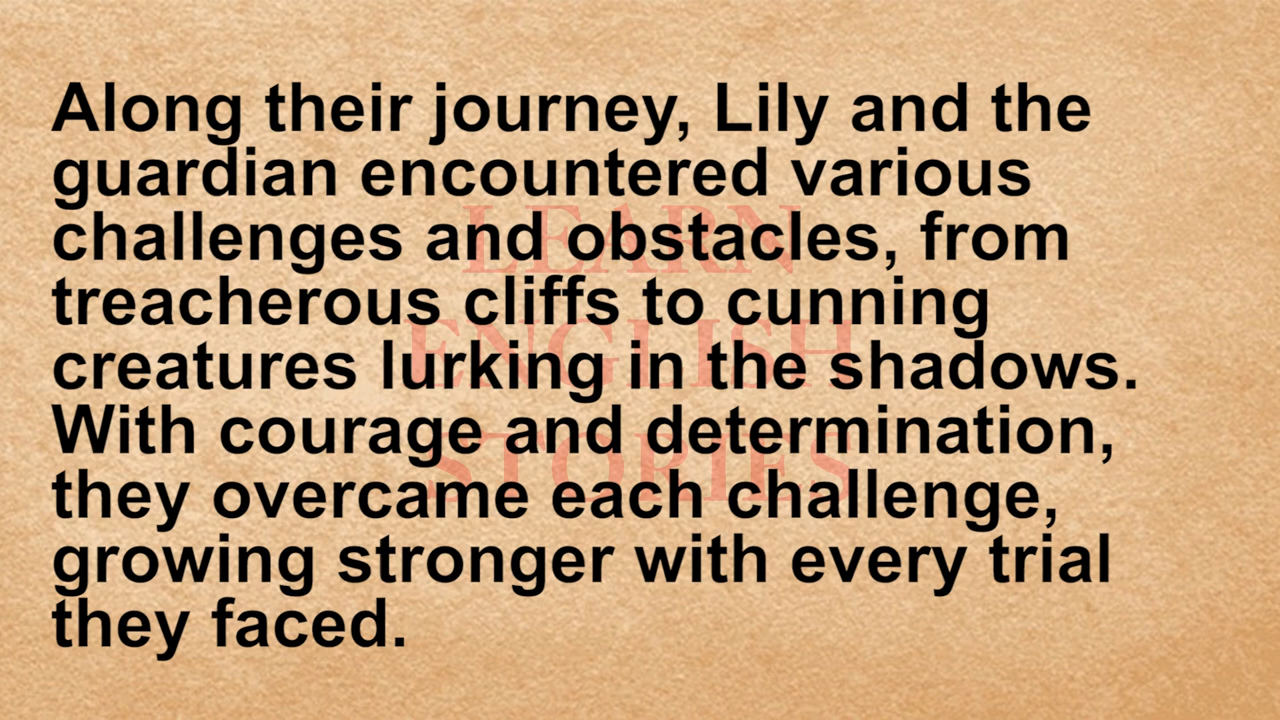 Along their journey, Lily and the
guardian encountered various
challenges and obstacles, from
treacherous cliffs to cunning
creatures lurking in the shadows.
With courage and determination,
they overcame each challenge,
growing stronger with every trial
they faced.
LEARN
ENGLISH
STORIES